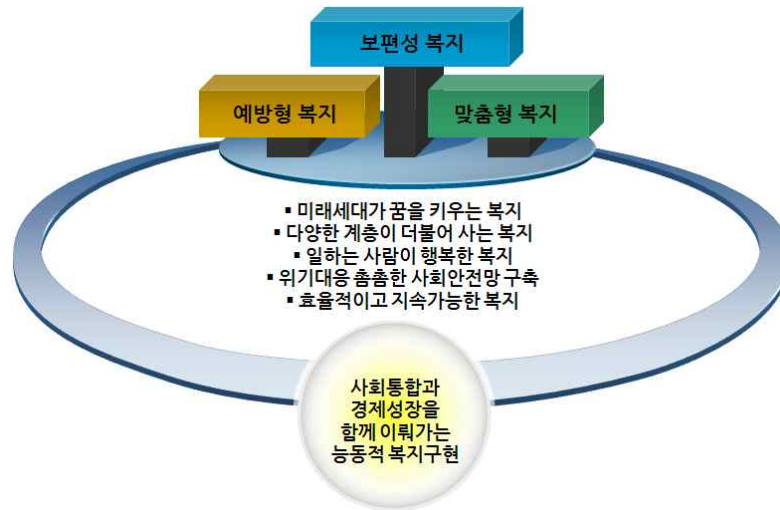 보편성 복지
예방형 복지
맞춤형 복지
▪ 미래세대가 꿈을 키우는 복지
▪ 다양한 계층이 더불어 사는 복지
▪ 일하는 사람이 행복한 복지
▪ 위기대응 촘촘한 사회안전망 구축
▪ 효율적이고 지속가능한 복지
사회통합과
경제성장을
함께 이뤄가는
능동적 복지구현